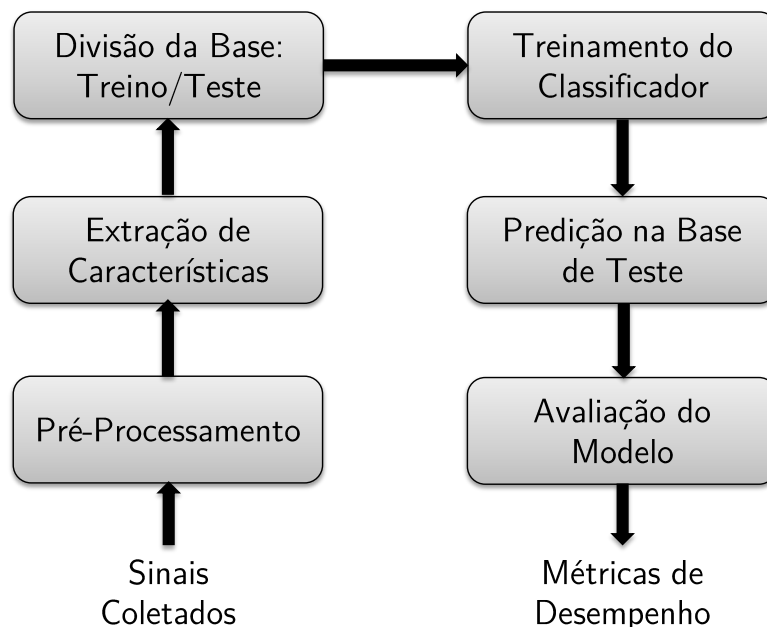 Divisão da Base:
Treino/Teste
Treinamento do
Classificador
Extração de
Característícas
Predição na Base
de Teste
Pré-Processamento
Avaliação do
Modelo
Sinais
Coletados
Métricas de
Desempenho